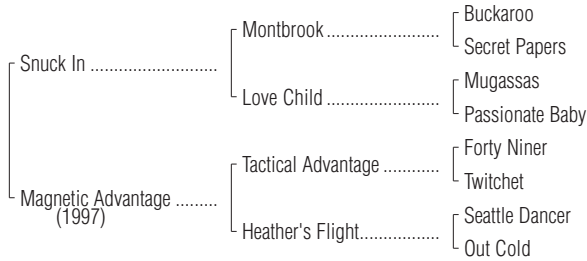 Buckaroo
Montbrook ..............................
Secret Papers
Snuck In ..................................
Mugassas
Love Child ..............................
Passionate Baby
Forty Niner
Tactical Advantage ...............
Twitchet
Magnetic Advantage ...........
(1997)
Seattle Dancer
Heather's Flight.....................
Out Cold